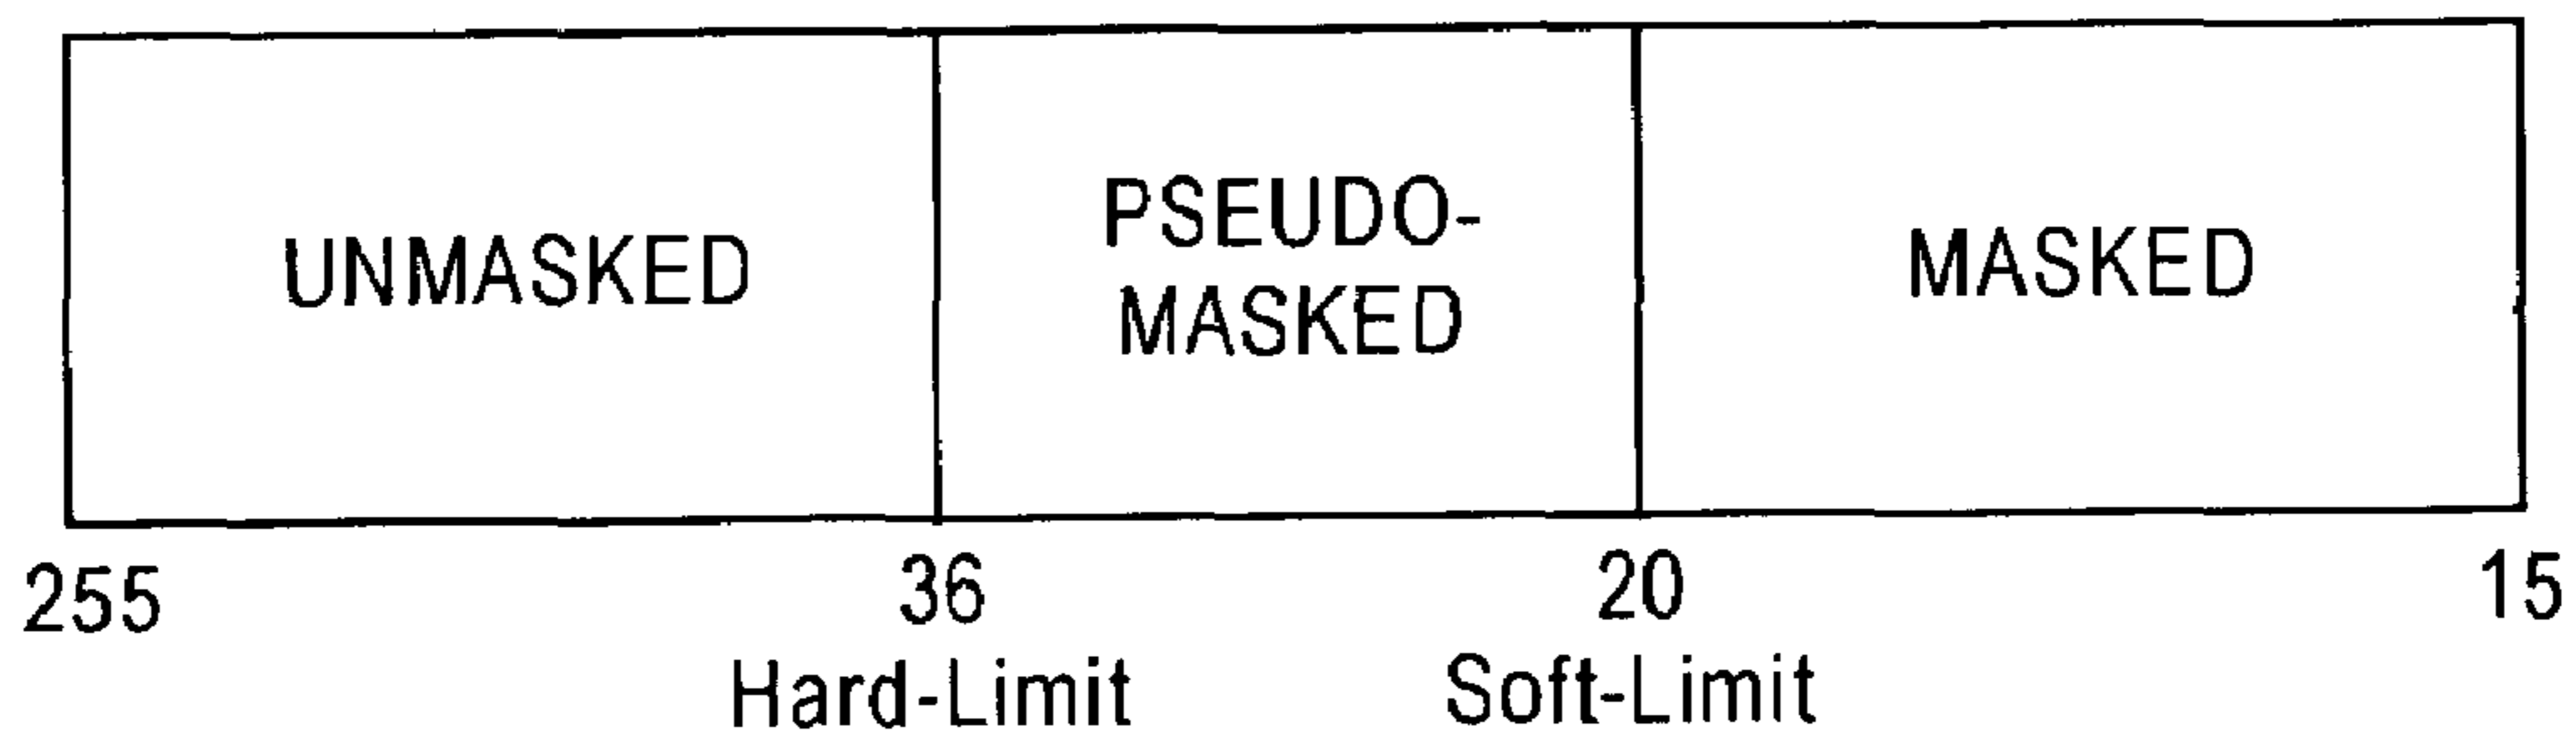 UNMASKED
PSEUDO-
MASKED
MASKED
255
36
20
15
Hard-Limit
Soft-Limit